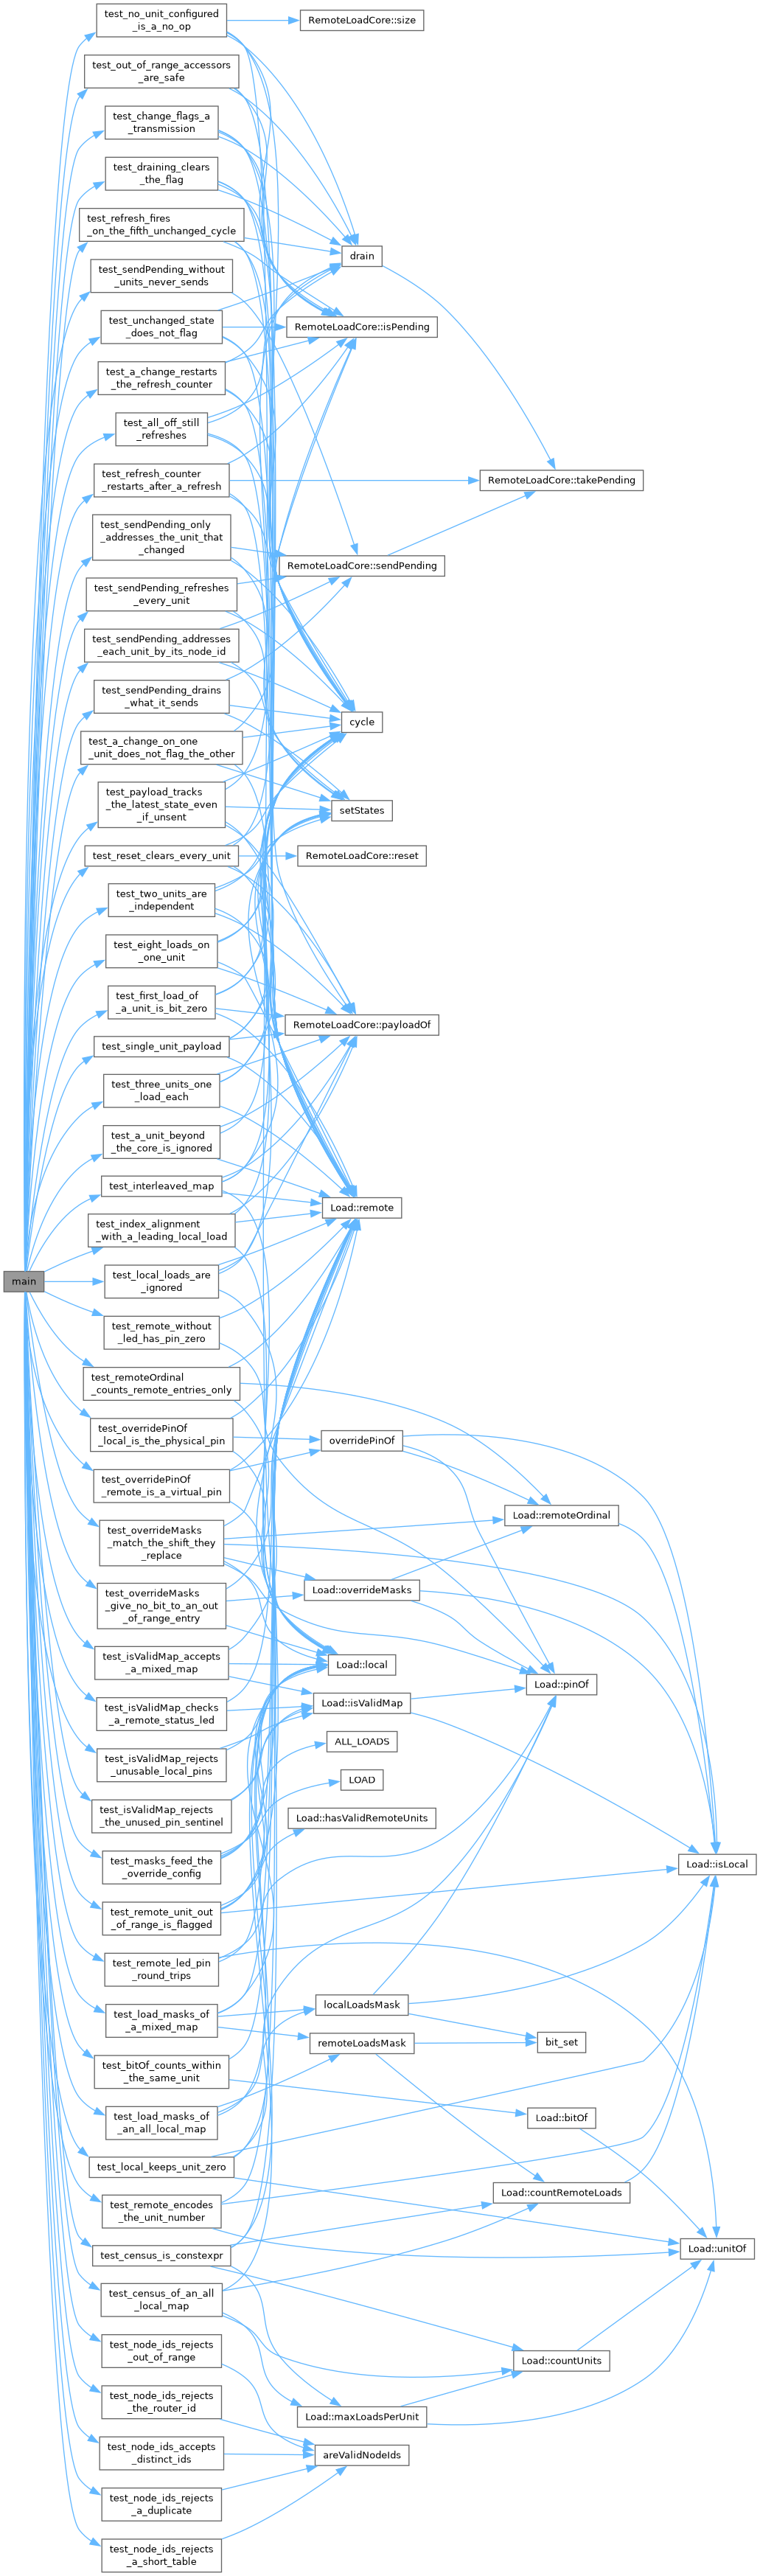 main
test_no_unit_configured
_is_a_no_op
test_out_of_range_accessors
_are_safe
test_change_flags_a
_transmission
test_draining_clears
_the_flag
test_refresh_fires
_on_the_fifth_unchanged_cycle
test_sendPending_without
_units_never_sends
test_unchanged_state
_does_not_flag
test_a_change_restarts
_the_refresh_counter
test_all_off_still
_refreshes
test_refresh_counter
_restarts_after_a_refresh
test_sendPending_only
_addresses_the_unit_that
_changed
test_sendPending_refreshes
_every_unit
test_sendPending_addresses
_each_unit_by_its_node_id
test_sendPending_drains
_what_it_sends
test_a_change_on_one
_unit_does_not_flag_the_other
test_payload_tracks
_the_latest_state_even
_if_unsent
test_reset_clears_every_unit
test_two_units_are
_independent
test_eight_loads_on
_one_unit
test_first_load_of
_a_unit_is_bit_zero
test_single_unit_payload
test_three_units_one
_load_each
test_a_unit_beyond
_the_core_is_ignored
test_interleaved_map
test_index_alignment
_with_a_leading_local_load
test_local_loads_are
_ignored
test_remote_without
_led_has_pin_zero
test_remoteOrdinal
_counts_remote_entries_only
test_overridePinOf
_local_is_the_physical_pin
test_overridePinOf
_remote_is_a_virtual_pin
test_overrideMasks
_match_the_shift_they
_replace
test_overrideMasks
_give_no_bit_to_an_out
_of_range_entry
test_isValidMap_accepts
_a_mixed_map
test_isValidMap_checks
_a_remote_status_led
test_isValidMap_rejects
_unusable_local_pins
test_isValidMap_rejects
_the_unused_pin_sentinel
test_masks_feed_the
_override_config
test_remote_unit_out
_of_range_is_flagged
test_remote_led_pin
_round_trips
test_load_masks_of
_a_mixed_map
test_bitOf_counts_within
_the_same_unit
test_load_masks_of
_an_all_local_map
test_local_keeps_unit_zero
test_remote_encodes
_the_unit_number
test_census_is_constexpr
test_census_of_an_all
_local_map
test_node_ids_rejects
_out_of_range
test_node_ids_rejects
_the_router_id
test_node_ids_accepts
_distinct_ids
test_node_ids_rejects
_a_duplicate
test_node_ids_rejects
_a_short_table
RemoteLoadCore::size
drain
RemoteLoadCore::isPending
RemoteLoadCore::takePending
RemoteLoadCore::sendPending
cycle
setStates
RemoteLoadCore::reset
RemoteLoadCore::payloadOf
Load::remote
overridePinOf
Load::remoteOrdinal
Load::overrideMasks
Load::local
Load::pinOf
Load::isValidMap
ALL_LOADS
LOAD
Load::hasValidRemoteUnits
Load::isLocal
localLoadsMask
remoteLoadsMask
bit_set
Load::bitOf
Load::countRemoteLoads
Load::unitOf
Load::countUnits
Load::maxLoadsPerUnit
areValidNodeIds